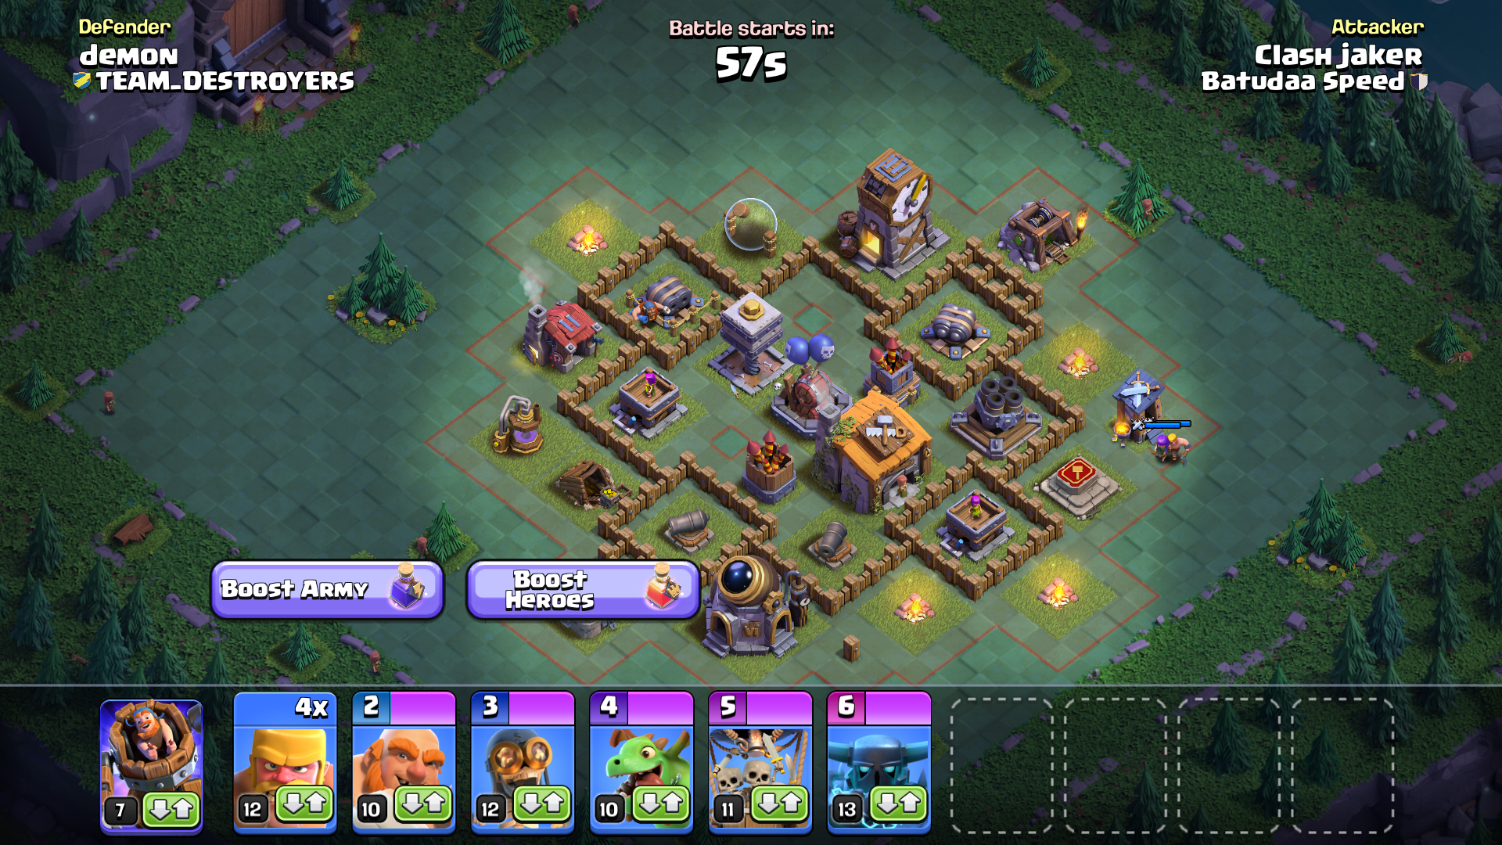 Defender
demon
TEAM_DESTROYERS
Battle starts in:
57s
Attacker
Clash jaker
Batudaa Speed
Boost Army
Boost
Heroes
4x
2
3
4
5
6
7
12
10
12
10
11
13